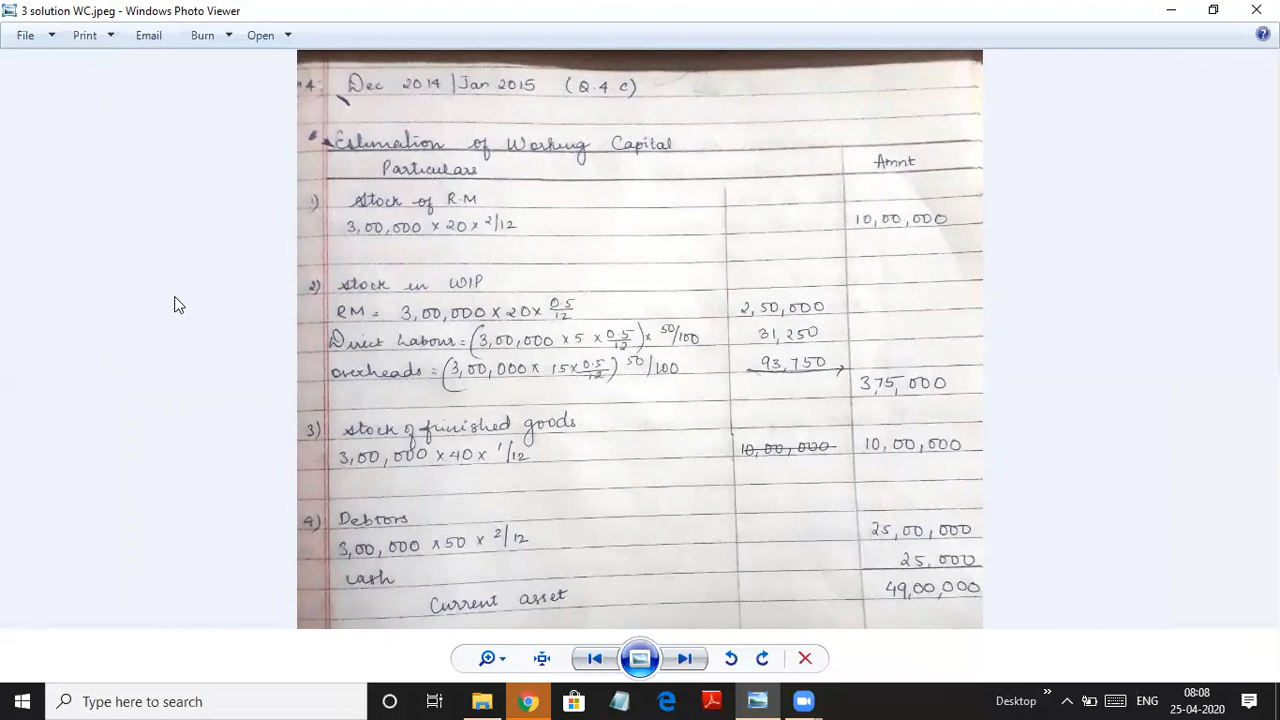 3 solution WC.jpeg - Windows Photo Viewer
File Print Email Burn Open
4. Dec 2014 | Jan 2015 (Q.4 c)
Estimation of Working Capital
Particulars Amnt
1) Stock of R.M
3,00,000 × 20 × 2/12 10,00,000
2) Stock in WIP
RM = 3,00,000 × 20 × 0.5/12 2,50,000
Direct Labour = (3,00,000 × 5 × 0.5/12) × 50/100 31,250
overheads = (3,00,000 × 15 × 0.5/12) 50/100 93,750
375,000
3) Stock of finished goods
3,00,000 × 40 × 1/12 10,00,000 10,00,000
4) Debtors
3,00,000 × 50 × 2/12 25,00,000
Cash 25,000
Current asset 49,00,000
Type here to search
Desktop
ENG
08:08
25-04-2020